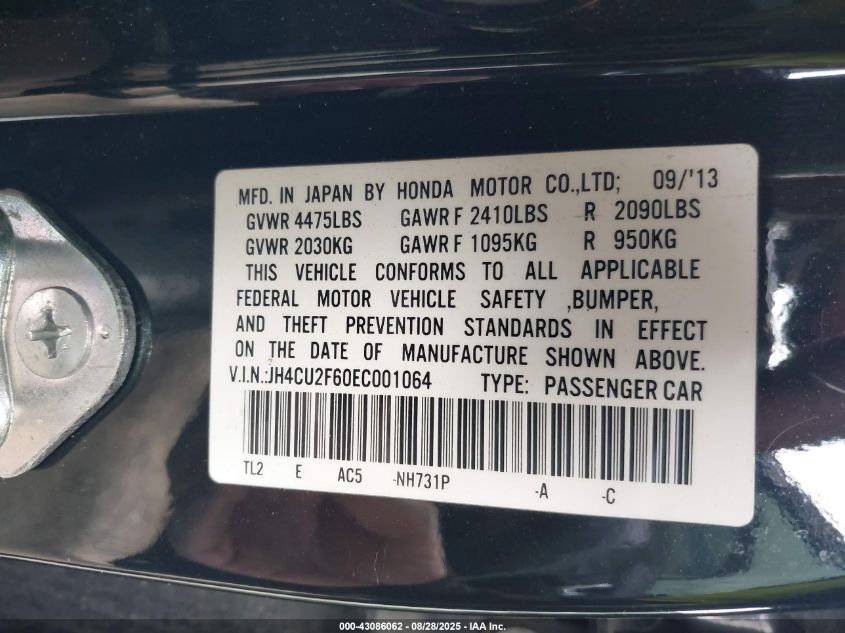 MFD. IN JAPAN BY HONDA MOTOR CO.,LTD; 09/'13
GVWR 4475LBS GAWR F 2410LBS R 2090LBS
GVWR 2030KG GAWR F 1095KG R 950KG
THIS VEHICLE CONFORMS TO ALL APPLICABLE
FEDERAL MOTOR VEHICLE SAFETY ,BUMPER,
AND THEFT PREVENTION STANDARDS IN EFFECT
ON THE DATE OF MANUFACTURE SHOWN ABOVE.
V.I.N.:JH4CU2F60EC001064 TYPE: PASSENGER CAR
TL2 E AC5 -NH731P -A -C
000-43086062 - 08/28/2025 - IAA Inc.